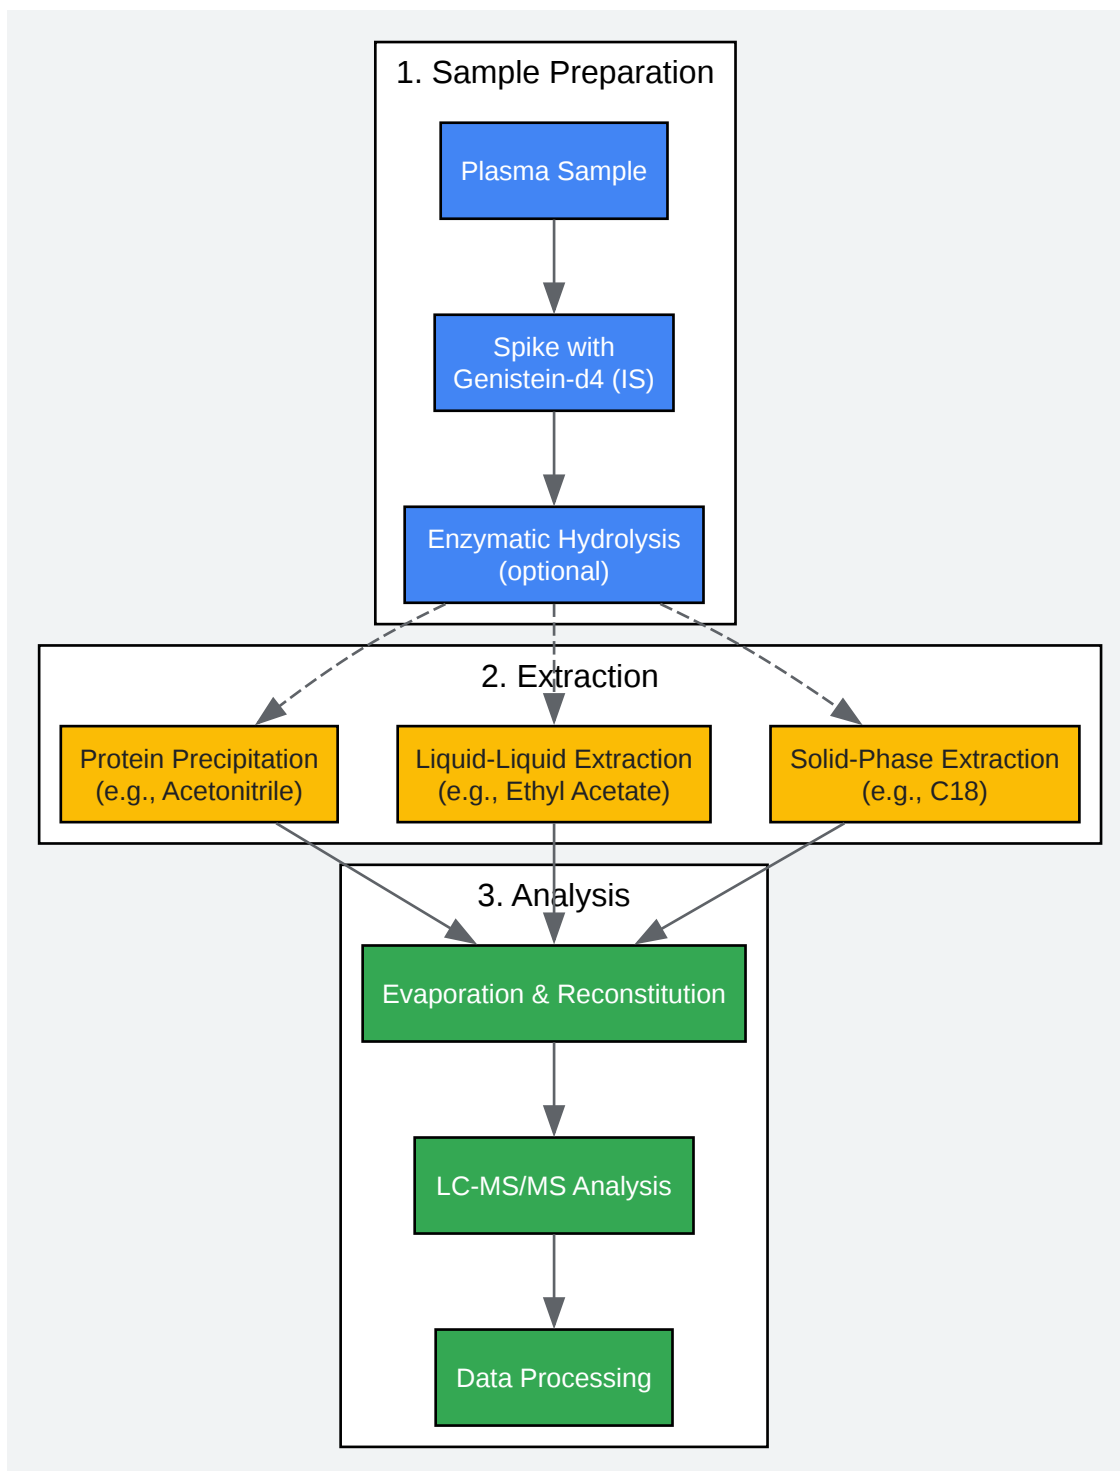 1. Sample Preparation
Plasma Sample
Spike with
Genistein-d4 (IS)
Enzymatic Hydrolysis
(optional)
2. Extraction
Protein Precipitation
(e.g., Acetonitrile)
Liquid-Liquid Extraction
(e.g., Ethyl Acetate)
Solid-Phase Extraction
(e.g., C18)
3. Analysis
Evaporation & Reconstitution
LC-MS/MS Analysis
Data Processing